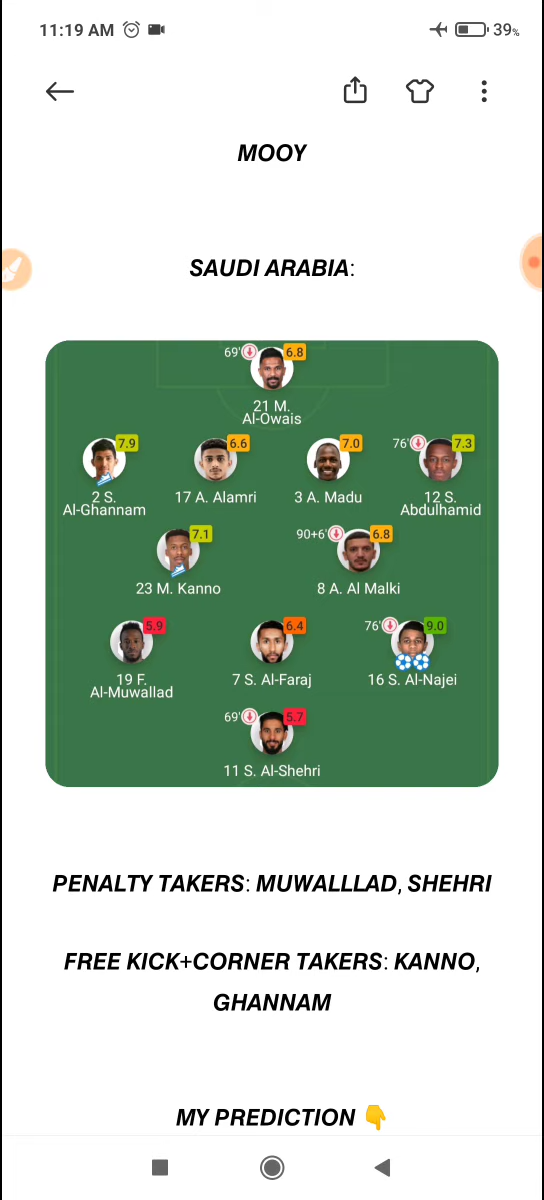 11:19 AM
39%
MOOY
SAUDI ARABIA:
69' 6.8
21 M.
Al-Owais
7.9 6.6 7.0 76' 7.3
2 S. 17 A. Alamri 3 A. Madu 12 S.
Al-Ghannam Abdulhamid
7.1 90+6' 6.8
23 M. Kanno 8 A. Al Malki
5.9 6.4 76' 9.0
19 F. 7 S. Al-Faraj 16 S. Al-Najei
Al-Muwallad
69' 5.7
11 S. Al-Shehri
PENALTY TAKERS: MUWALLLAD, SHEHRI
FREE KICK+CORNER TAKERS: KANNO,
GHANNAM
MY PREDICTION 👇